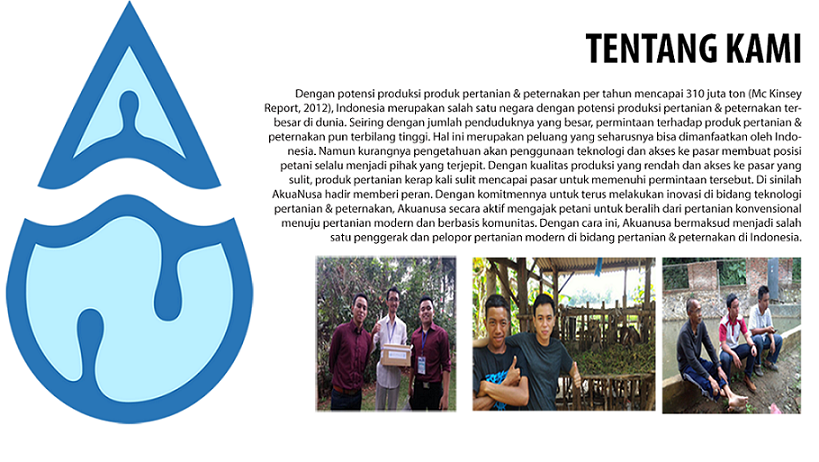 TENTANG KAMI
Dengan potensi produksi produk pertanian & peternakan per tahun mencapai 310 juta ton (Mc Kinsey
Report, 2012), Indonesia merupakan salah satu negara dengan potensi produksi pertanian & peternakan ter-
besar di dunia. Seiring dengan jumlah penduduknya yang besar, permintaan terhadap produk pertanian &
peternakan pun terbilang tinggi. Hal ini merupakan peluang yang seharusnya bisa dimanfaatkan oleh Indo-
nesia. Namun kurangnya pengetahuan akan penggunaan teknologi dan akses ke pasar membuat posisi
petani selalu menjadi pihak yang terjepit. Dengan kualitas produksi yang rendah dan akses ke pasar yang
sulit, produk pertanian kerap kali sulit mencapai pasar untuk memenuhi permintaan tersebut. Di sinilah
AkuaNusa hadir memberi peran. Dengan komitmennya untuk terus melakukan inovasi di bidang teknologi
pertanian & peternakan, Akuanusa secara aktif mengajak petani untuk beralih dari pertanian konvensional
menuju pertanian modern dan berbasis komunitas. Dengan cara ini, Akuanusa bermaksud menjadi salah
satu penggerak dan pelopor pertanian modern di bidang pertanian & peternakan di Indonesia.